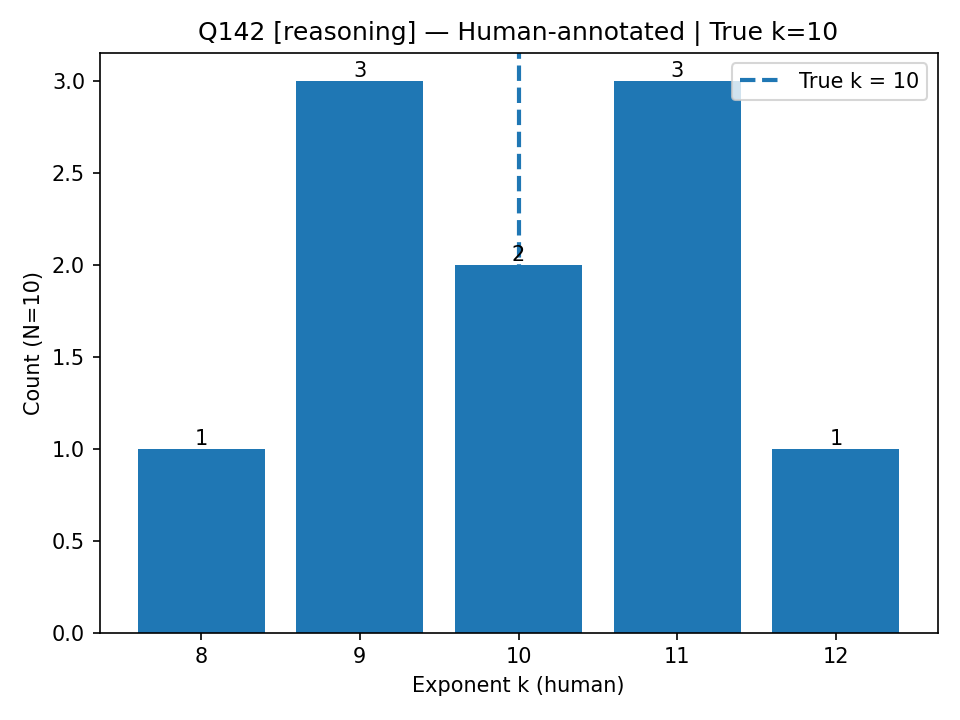 Q142 [reasoning] — Human-annotated | True k=10
True k = 10
Count (N=10)
3.0
2.5
2.0
1.5
1.0
0.5
0.0
1
3
2
3
1
8 9 10 11 12
Exponent k (human)